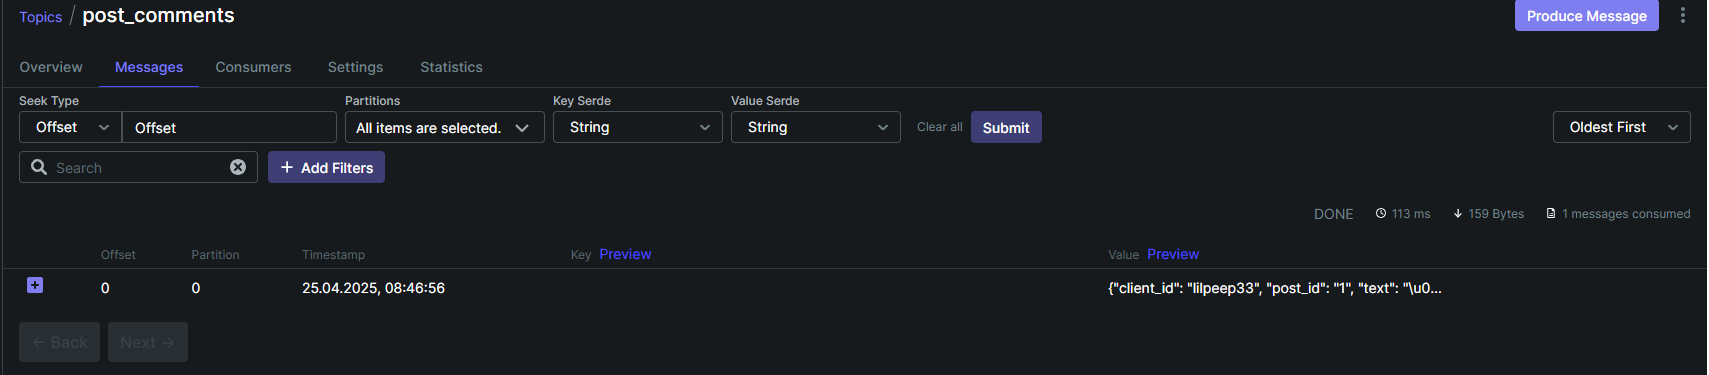 Topics / post_comments
Produce Message
Overview Messages Consumers Settings Statistics
Seek Type Partitions Key Serde Value Serde
Offset Offset All items are selected. String String Clear all Submit Oldest First
Search + Add Filters
DONE 113 ms 159 Bytes 1 messages consumed
Offset Partition Timestamp Key Preview Value Preview
0 0 25.04.2025, 08:46:56 {"client_id": "lilpeep33", "post_id": "1", "text": "\u0...
← Back Next →